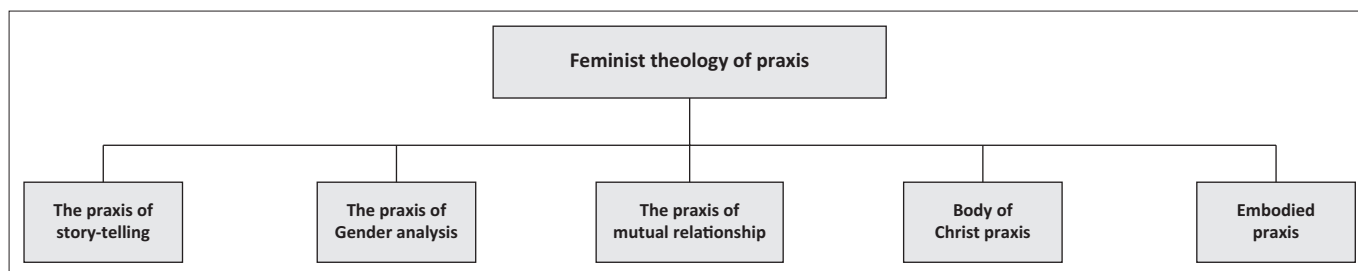 Feminist theology of praxis
The praxis of
story-telling
The praxis of
Gender analysis
The praxis of
mutual relationship
Body of
Christ praxis
Embodied
praxis